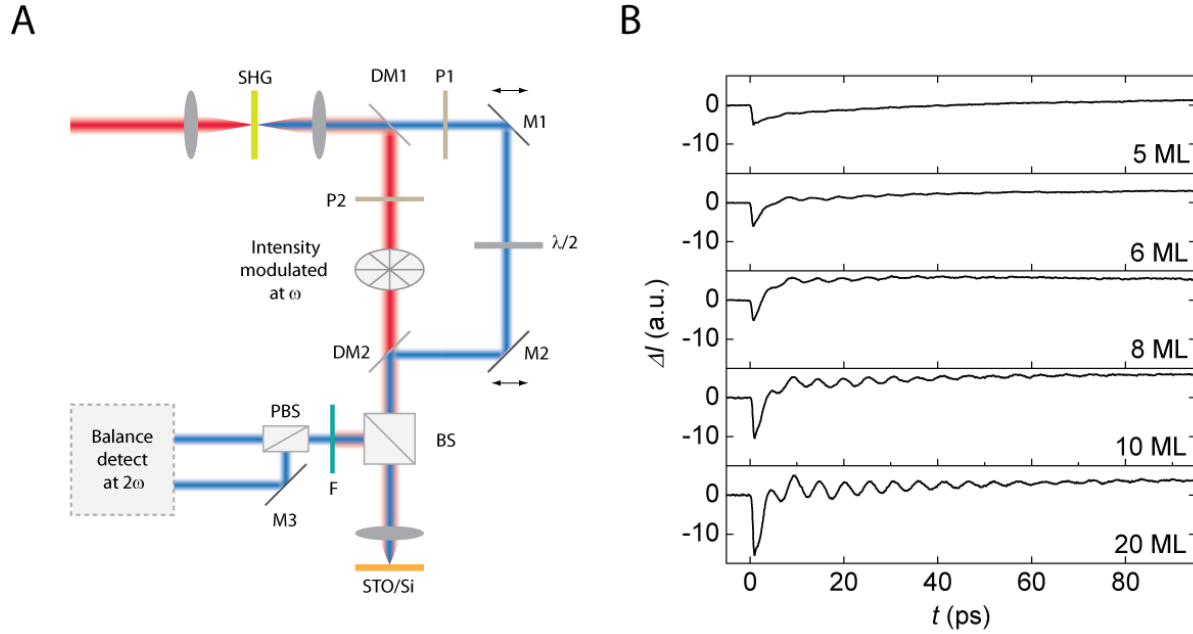 A
SHG
DM1
P1
M1
P2
Intensity
modulated
at ω
λ/2
DM2
M2
PBS
BS
Balance
detect
at 2ω
F
M3
STO/Si
B
0
-10
5 ML
0
-10
6 ML
0
-10
8 ML
0
-10
10 ML
0
-10
20 ML
ΔI (a.u.)
0 20 40 60 80
t (ps)